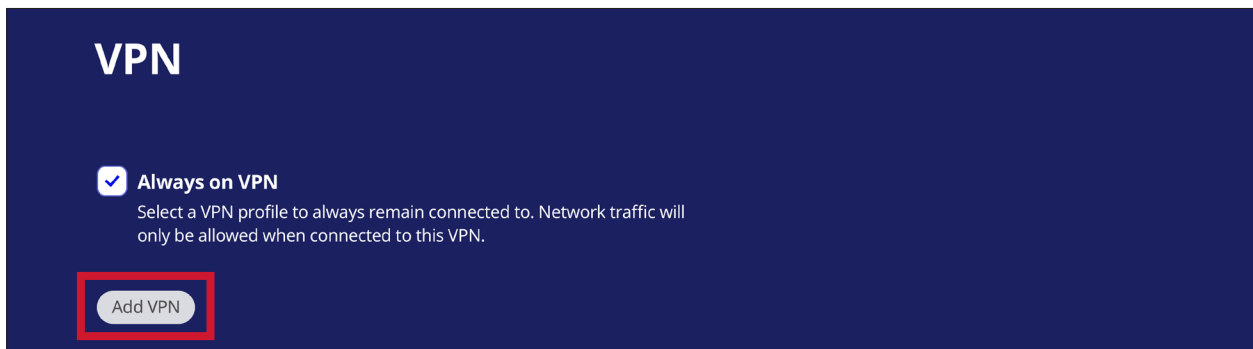 VPN
Always on VPN
Select a VPN profile to always remain connected to. Network traffic will
only be allowed when connected to this VPN.
Add VPN